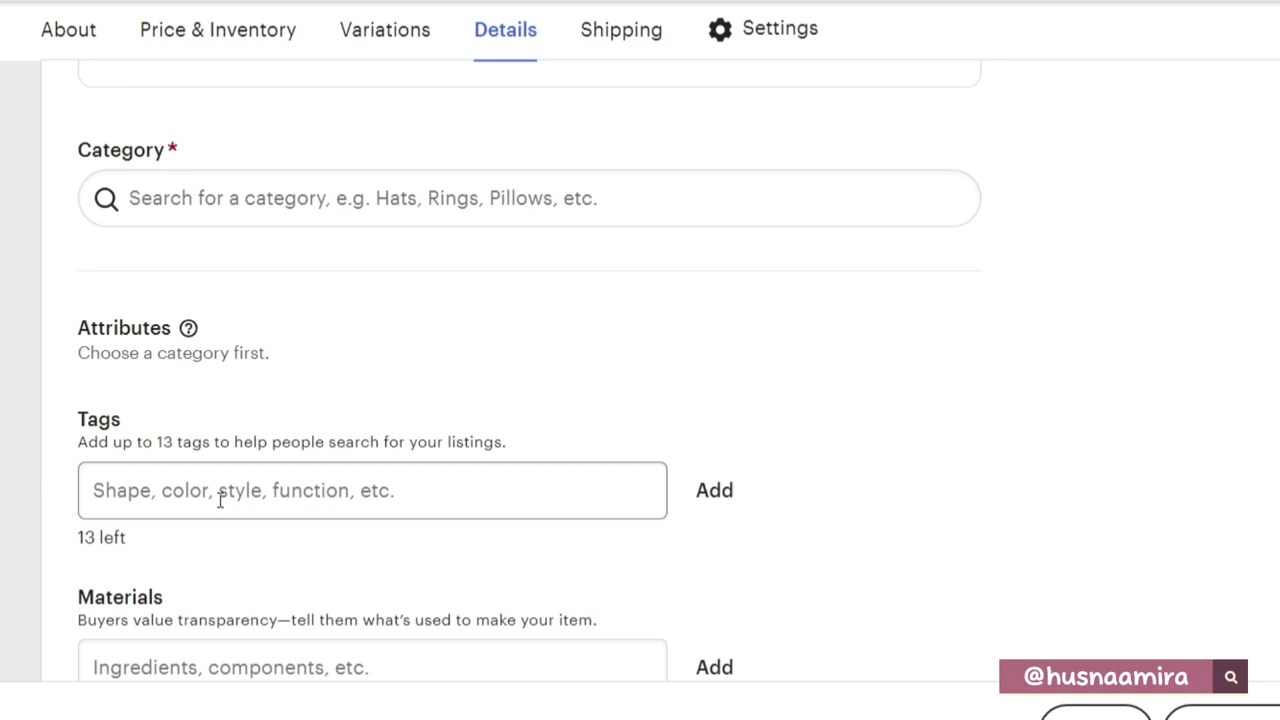 About Price & Inventory Variations Details Shipping Settings
Category*
Search for a category, e.g. Hats, Rings, Pillows, etc.
Attributes ?
Choose a category first.
Tags
Add up to 13 tags to help people search for your listings.
Shape, color, style, function, etc. Add
13 left
Materials
Buyers value transparency—tell them what's used to make your item.
Ingredients, components, etc. Add
@husnaamira